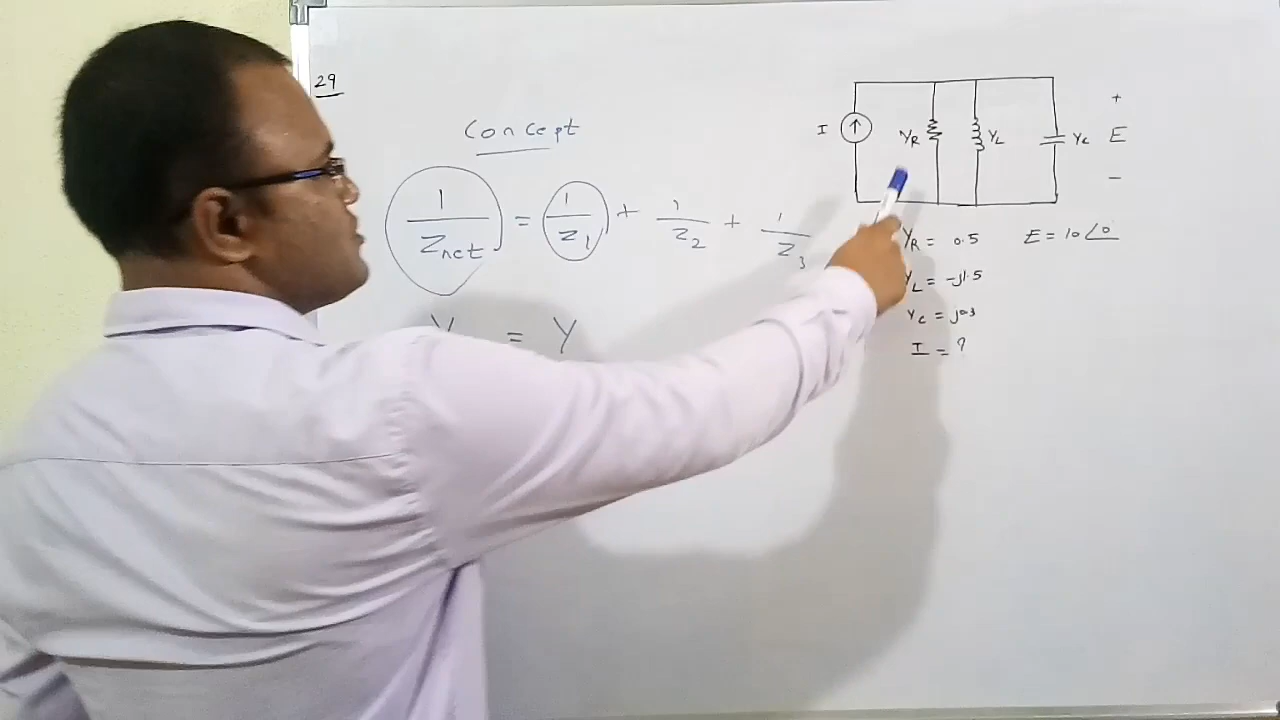 29
Concept
1/Znet = 1/Z1 + 1/Z2 + 1/Z3
Y = Y
I YR YL YC + E -
YR = 0.5 E = 10∠0
YL = -j1.5
YC = j0.3
I = ?